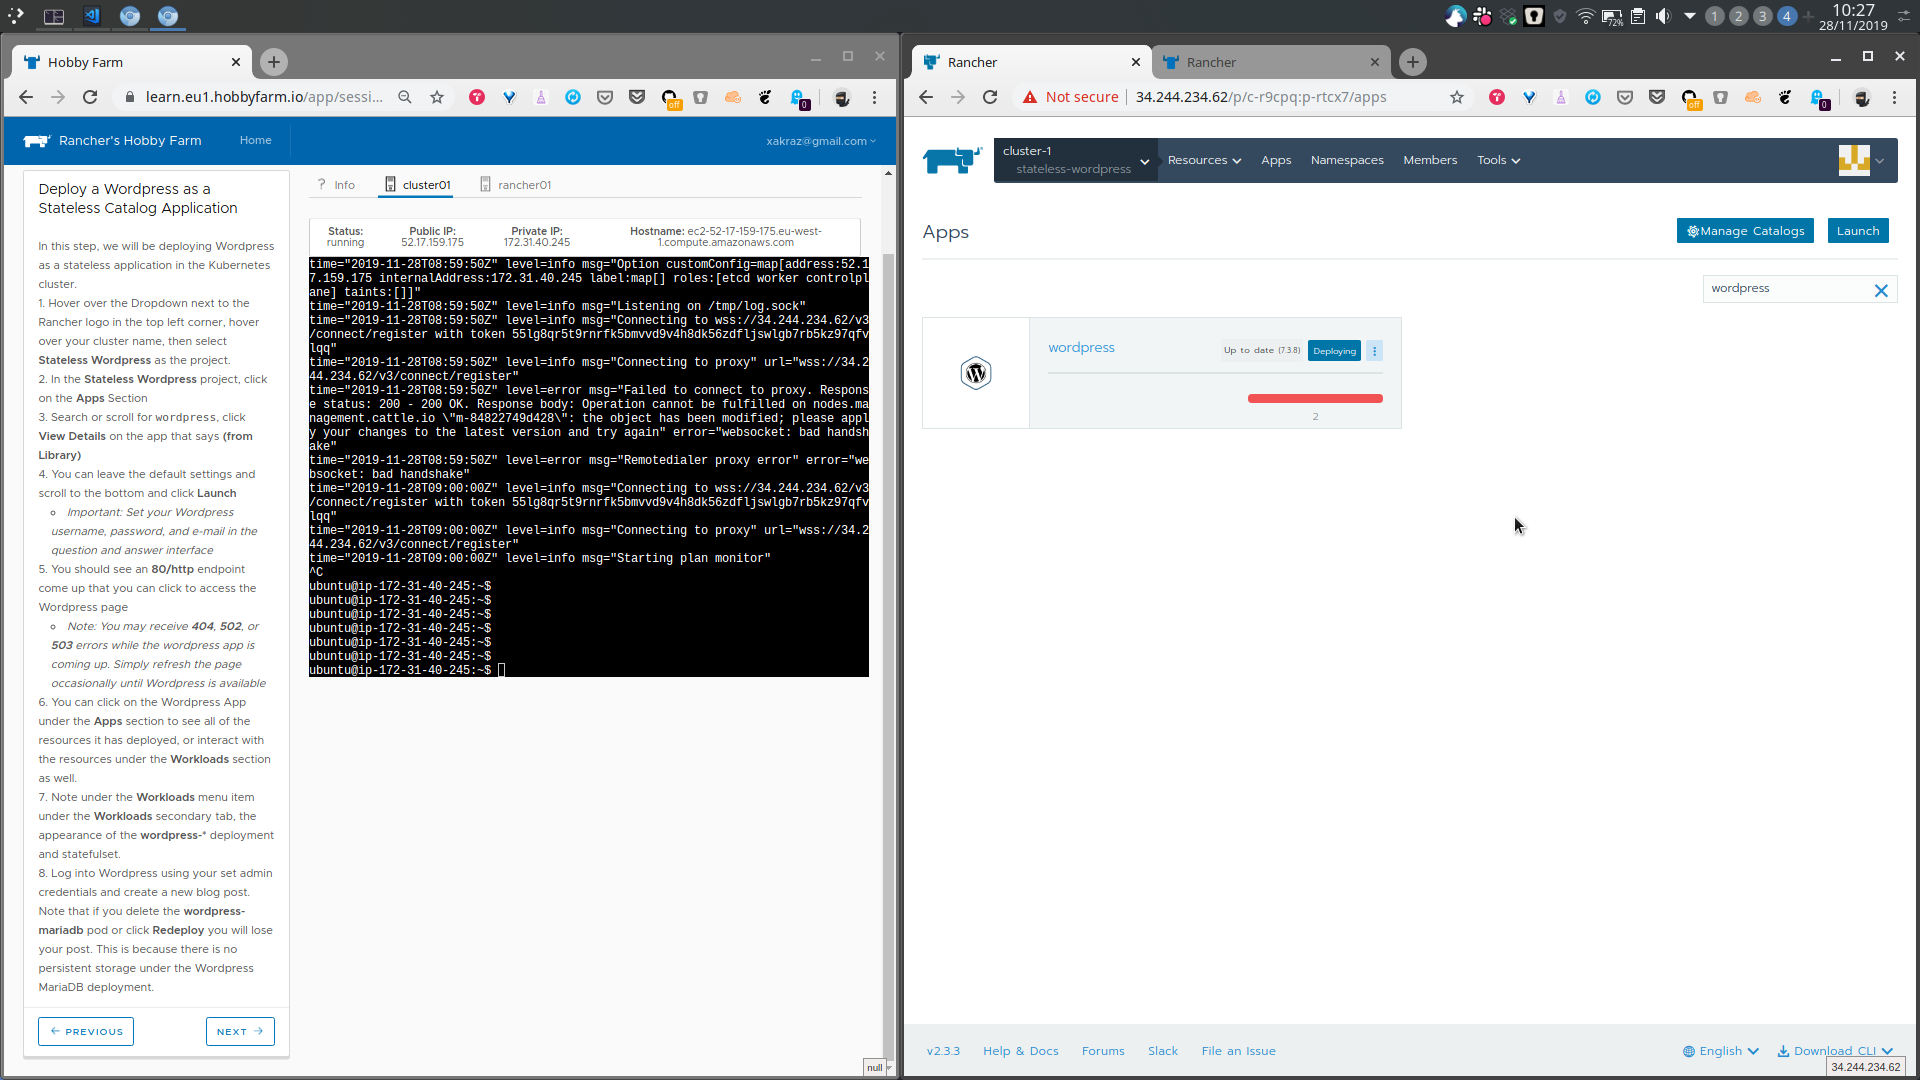 72%
1
2
3
4
10:27
28/11/2019
Hobby Farm
learn.eu1.hobbyfarm.io/app/sessi...
off
0
Rancher's Hobby Farm
Home
xakraz@gmail.com
Deploy a Wordpress as a
Stateless Catalog Application
In this step, we will be deploying Wordpress
as a stateless application in the Kubernetes
cluster.
1. Hover over the Dropdown next to the
Rancher logo in the top left corner, hover
over your cluster name, then select
Stateless Wordpress as the project.
2. In the Stateless Wordpress project, click
on the Apps Section
3. Search or scroll for wordpress, click
View Details on the app that says (from
Library)
4. You can leave the default settings and
scroll to the bottom and click Launch
Important: Set your Wordpress
username, password, and e-mail in the
question and answer interface
5. You should see an 80/http endpoint
come up that you can click to access the
Wordpress page
Note: You may receive 404, 502, or
503 errors while the wordpress app is
coming up. Simply refresh the page
occasionally until Wordpress is available
6. You can click on the Wordpress App
under the Apps section to see all of the
resources it has deployed, or interact with
the resources under the Workloads section
as well.
7. Note under the Workloads menu item
under the Workloads secondary tab, the
appearance of the wordpress-* deployment
and statefulset.
8. Log into Wordpress using your set admin
credentials and create a new blog post.
Note that if you delete the wordpress-
mariadb pod or click Redeploy you will lose
your post. This is because there is no
persistent storage under the Wordpress
MariaDB deployment.
← PREVIOUS
NEXT →
? Info
cluster01
rancher01
Status:
running
Public IP:
52.17.159.175
Private IP:
172.31.40.245
Hostname: ec2-52-17-159-175.eu-west-
1.compute.amazonaws.com
time="2019-11-28T08:59:50Z" level=info msg="Option customConfig=map[address:52.1
7.159.175 internalAddress:172.31.40.245 label:map[] roles:[etcd worker controlpl
ane] taints:[]]"
time="2019-11-28T08:59:50Z" level=info msg="Listening on /tmp/log.sock"
time="2019-11-28T08:59:50Z" level=info msg="Connecting to wss://34.244.234.62/v3
/connect/register with token 55lg8qr5t9rnrfk5bmvvd9v4h8dk56zdfljswlgb7rb5kz97qfv
lqq"
time="2019-11-28T08:59:50Z" level=info msg="Connecting to proxy" url="wss://34.2
44.234.62/v3/connect/register"
time="2019-11-28T08:59:50Z" level=error msg="Failed to connect to proxy. Respons
e status: 200 - 200 OK. Response body: Operation cannot be fulfilled on nodes.ma
nagement.cattle.io \"m-84822749d428\": the object has been modified; please appl
y your changes to the latest version and try again" error="websocket: bad handsh
ake"
time="2019-11-28T08:59:50Z" level=error msg="Remotedialer proxy error" error="we
bsocket: bad handshake"
time="2019-11-28T09:00:00Z" level=info msg="Connecting to wss://34.244.234.62/v3
/connect/register with token 55lg8qr5t9rnrfk5bmvvd9v4h8dk56zdfljswlgb7rb5kz97qfv
lqq"
time="2019-11-28T09:00:00Z" level=info msg="Connecting to proxy" url="wss://34.2
44.234.62/v3/connect/register"
time="2019-11-28T09:00:00Z" level=info msg="Starting plan monitor"
^C
ubuntu@ip-172-31-40-245:~$
ubuntu@ip-172-31-40-245:~$
ubuntu@ip-172-31-40-245:~$
ubuntu@ip-172-31-40-245:~$
ubuntu@ip-172-31-40-245:~$
ubuntu@ip-172-31-40-245:~$
ubuntu@ip-172-31-40-245:~$
null
Rancher
Rancher
Not secure
34.244.234.62/p/c-r9cpq:p-rtcx7/apps
off
0
cluster-1
stateless-wordpress
Resources
Apps
Namespaces
Members
Tools
Apps
Manage Catalogs
Launch
wordpress
wordpress
Up to date (7.3.8)
Deploying
2
v2.3.3
Help & Docs
Forums
Slack
File an Issue
English
Download CLI
34.244.234.62